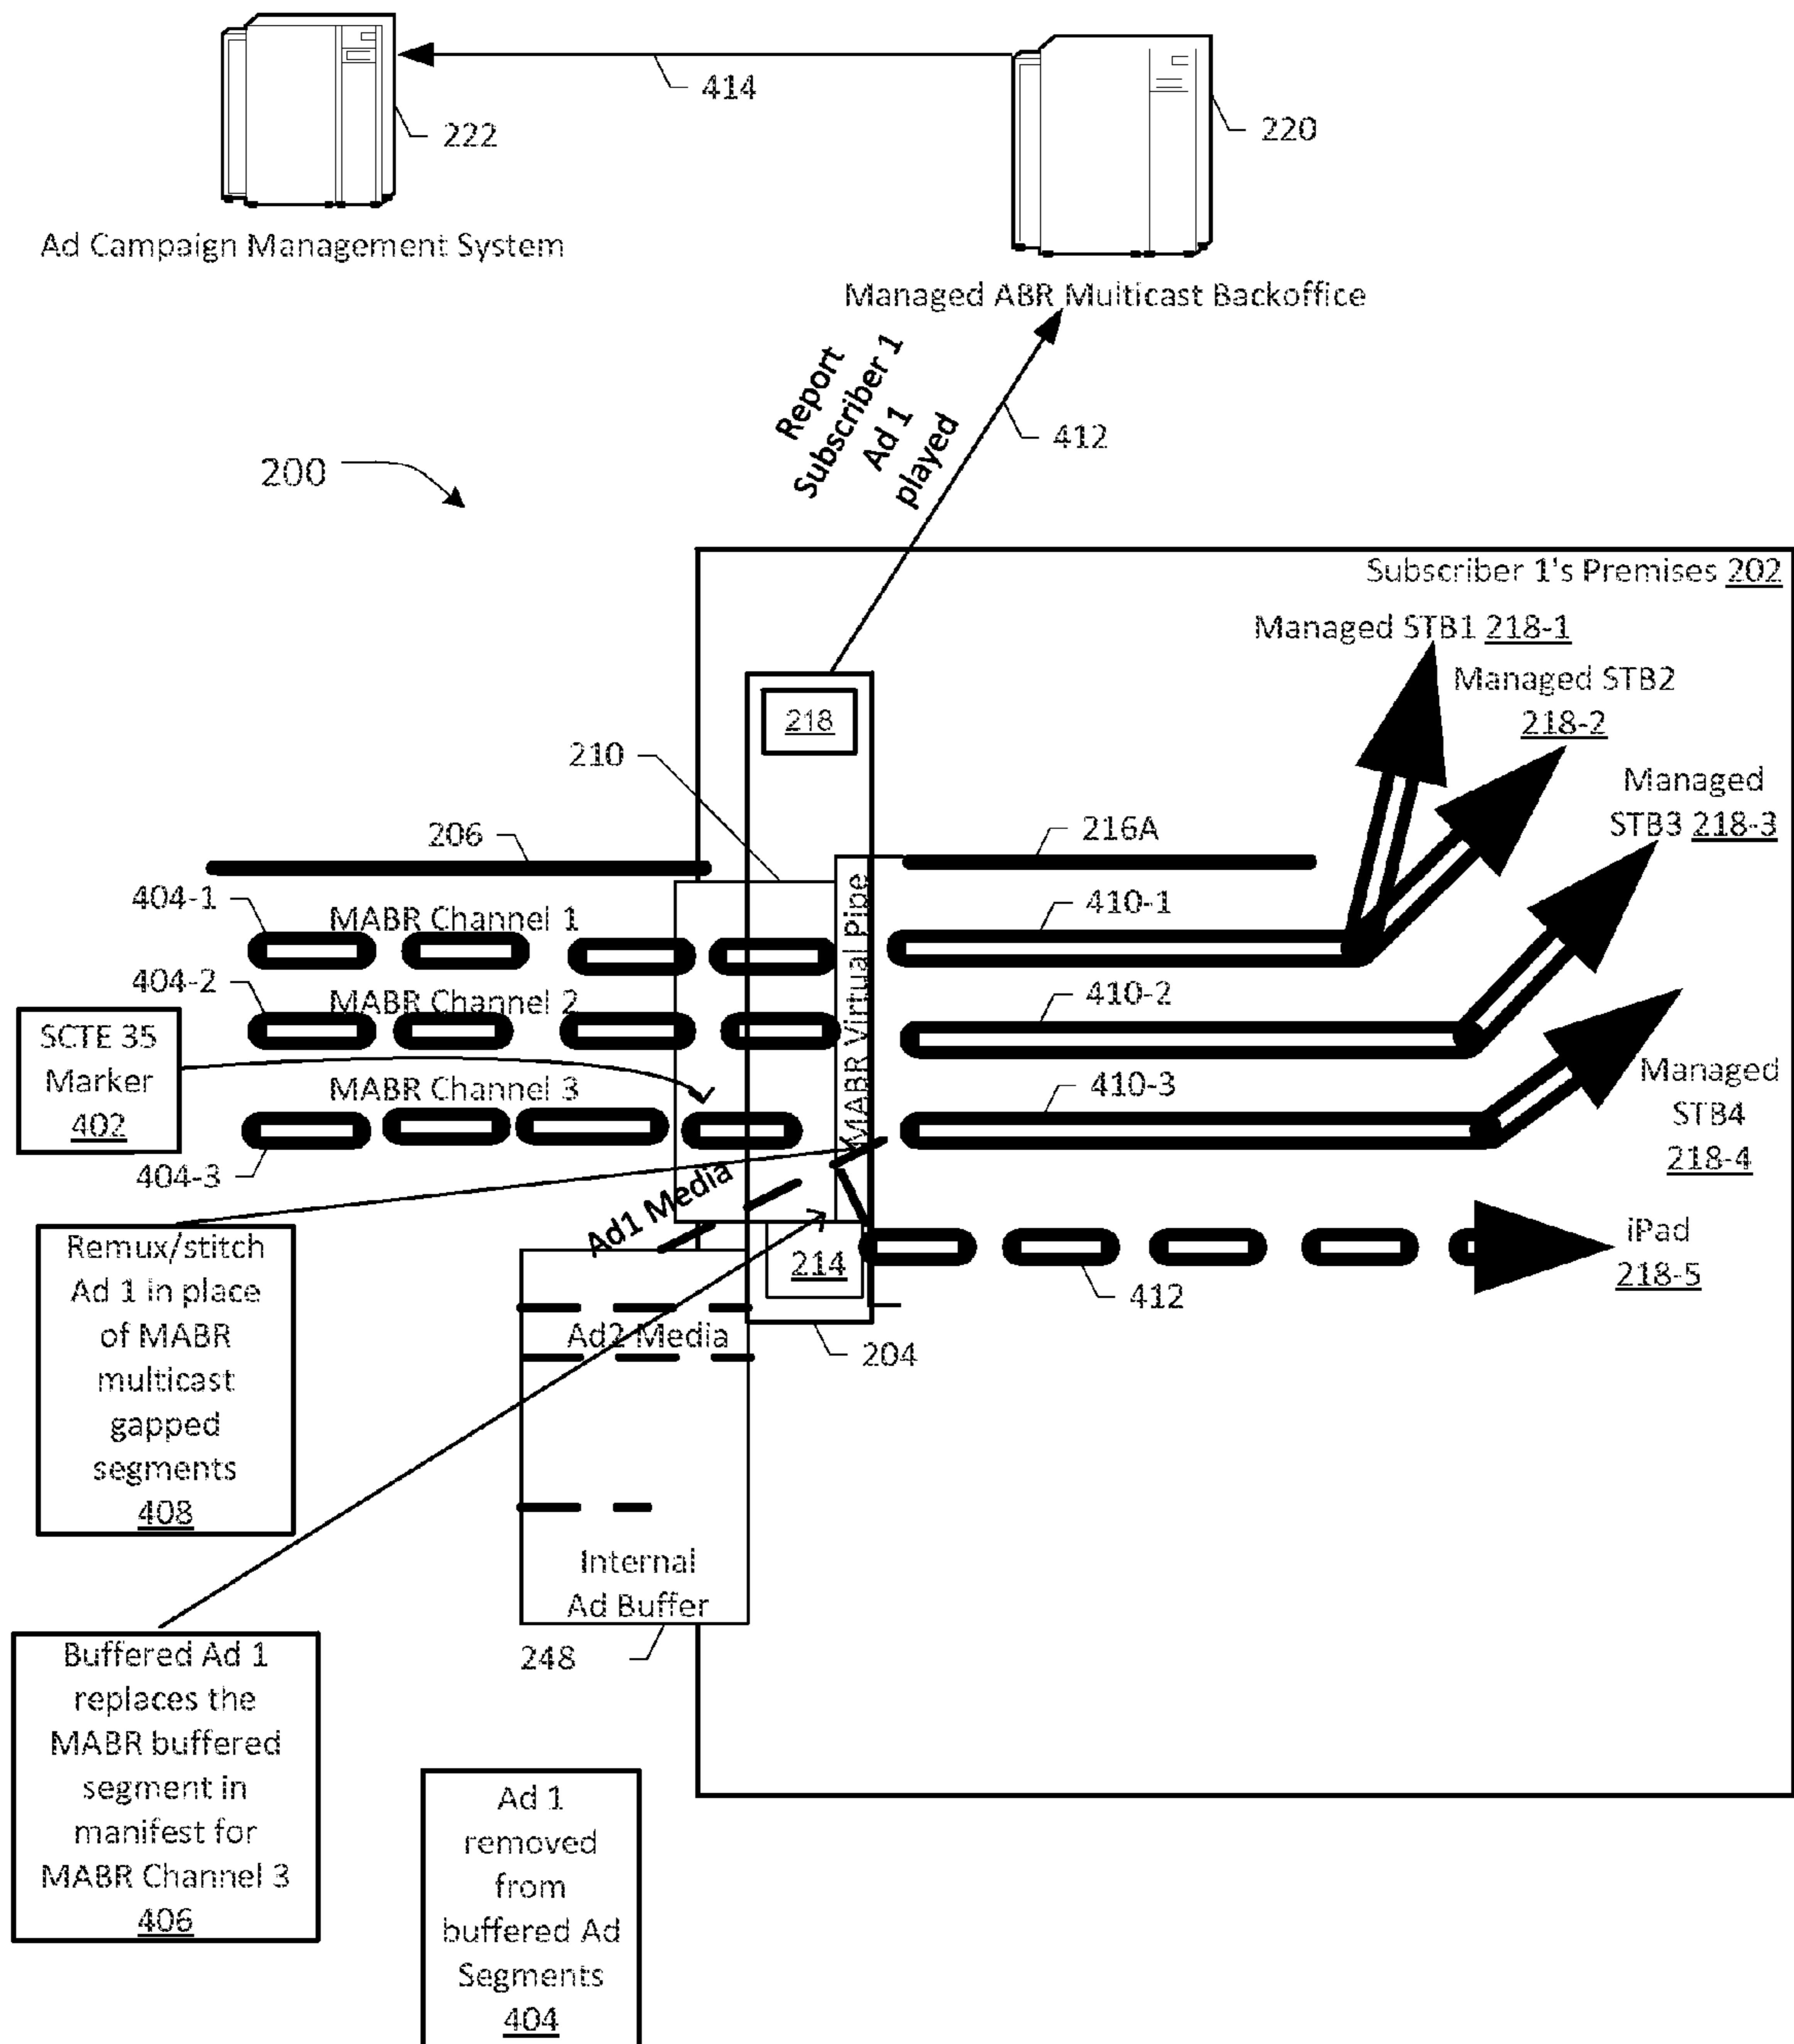 414
222
220
Ad Campaign Management System
Managed ABR Multicast Backoffice
Report
Subscriber 1
Ad 1
played
412
200
Subscriber 1's Premises 202
Managed STB1 218-1
Managed STB2
218-2
Managed
STB3 218-3
218
210
206
216A
404-1
MABR Channel 1
410-1
404-2
MABR Channel 2
410-2
MABR Virtual Pipe
SCTE 35
Marker
402
MABR Channel 3
410-3
404-3
Managed
STB4
218-4
Ad1 Media
Remux/stitch
Ad 1 in place
of MABR
multicast
gapped
segments
408
214
412
iPad
218-5
Ad2 Media
204
Internal
Ad Buffer
248
Buffered Ad 1
replaces the
MABR buffered
segment in
manifest for
MABR Channel 3
406
Ad 1
removed
from
buffered Ad
Segments
404